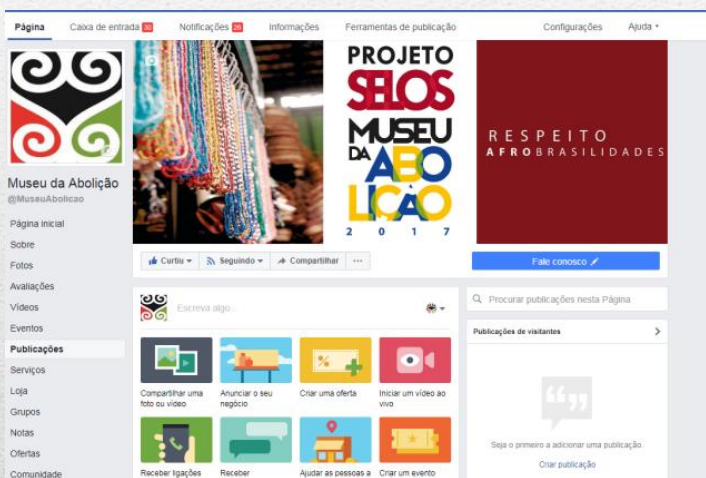 Página Caixa de entrada 30 Notificações 26 Informações Ferramentas de publicação Configurações Ajuda
PROJETO
SELOS
MUSEU
DA ABO
LIÇÃO
2 0 1 7
RESPEITO
AFROBRASILIDADES
Museu da Abolição
@MuseuAbolicao
Página inicial
Sobre
Fotos
Avaliações
Vídeos
Eventos
Publicações
Serviços
Loja
Grupos
Notas
Ofertas
Comunidade
Curtiu Seguindo Compartilhar ...
Fale conosco
Escreva algo...
Compartilhar uma
foto ou vídeo
Anunciar o seu
negócio
Criar uma oferta
Iniciar um vídeo ao
vivo
Receber ligações
Receber
Ajudar as pessoas a
Criar um evento
Procurar publicações nesta Página
Publicações de visitantes
Seja o primeiro a adicionar uma publicação.
Criar publicação